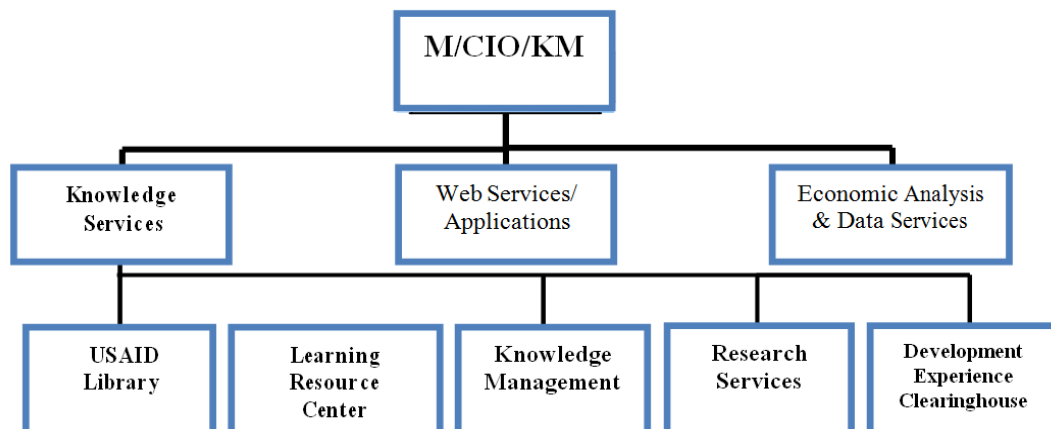 M/CIO/KM
Knowledge
Services
Web Services/
Applications
Economic Analysis
& Data Services
USAID
Library
Learning
Resource
Center
Knowledge
Management
Research
Services
Development
Experience
Clearinghouse